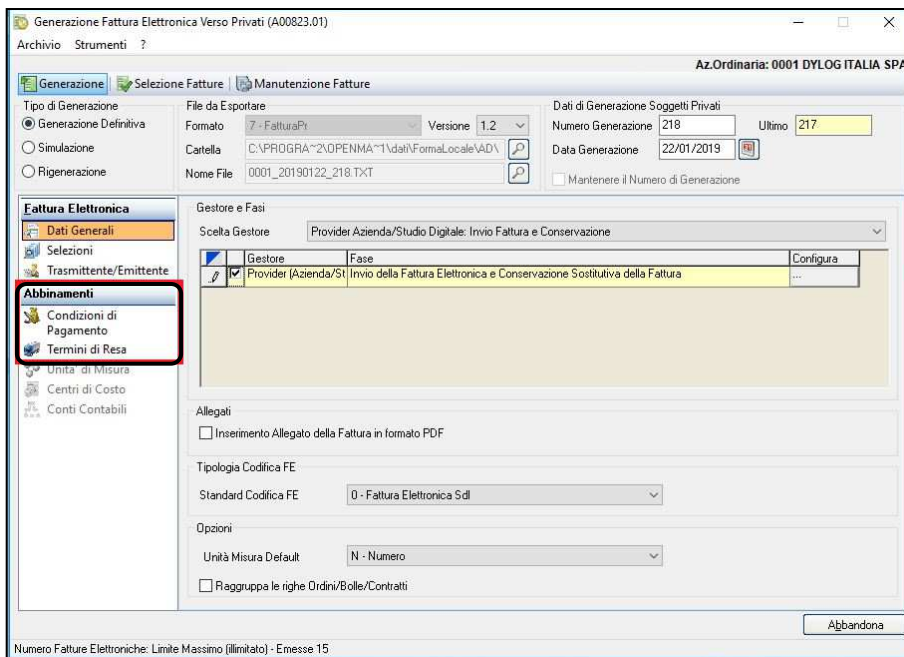 Generazione Fattura Elettronica Verso Privati (A00823.01)
Archivio Strumenti ?
Az.Ordinaria: 0001 DYLOG ITALIA SPA
Generazione Selezione Fatture Manutenzione Fatture
Tipo di Generazione
Generazione Definitiva
Simulazione
Rigenerazione
File da Esportare
Formato 7 - FatturaPr Versione 1.2
Cartella C:\PROGRA~2\OPENMA~1\dati\FormaLocale\AD\
Nome File 0001_20190122_218.TXT
Dati di Generazione Soggetti Privati
Numero Generazione 218 Ultimo 217
Data Generazione 22/01/2019
Mantenere il Numero di Generazione
Fattura Elettronica
Dati Generali
Selezioni
Trasmittente/Emittente
Abbinamenti
Condizioni di
Pagamento
Termini di Resa
Unita' di Misura
Centri di Costo
Conti Contabili
Gestore e Fasi
Scelta Gestore Provider Azienda/Studio Digitale: Invio Fattura e Conservazione
Gestore Fase Configura
Provider (Azienda/St Invio della Fattura Elettronica e Conservazione Sostitutiva della Fattura ...
Allegati
Inserimento Allegato della Fattura in formato PDF
Tipologia Codifica FE
Standard Codifica FE 0 - Fattura Elettronica SdI
Opzioni
Unità Misura Default N - Numero
Raggruppa le righe Ordini/Bolle/Contratti
Abbandona
Numero Fatture Elettroniche: Limite Massimo (illimitato) - Emesse 15